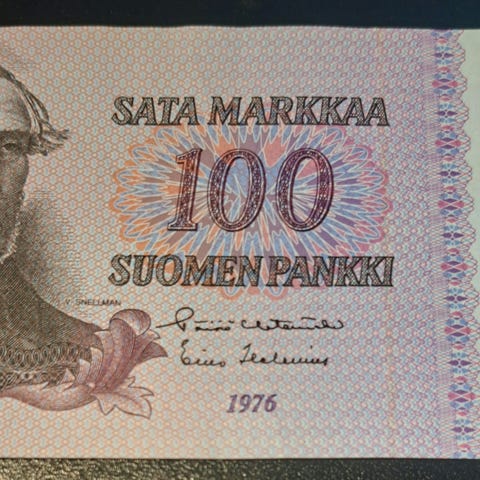 SATA MARKKAA
100
SUOMEN PANKKI
V. SNELLMAN
1976